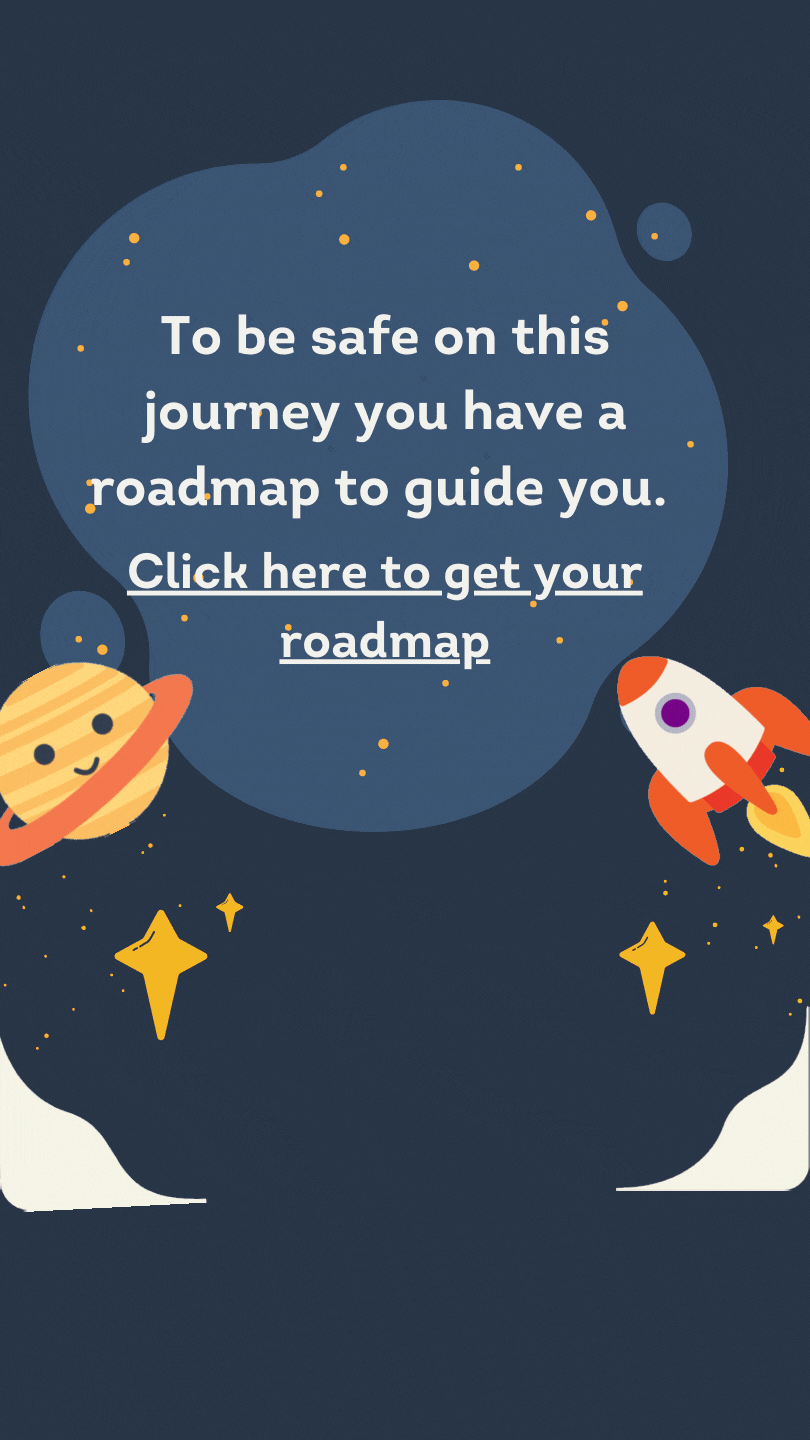 To be safe on this
journey you have a
roadmap to guide you.
Click here to get your
roadmap